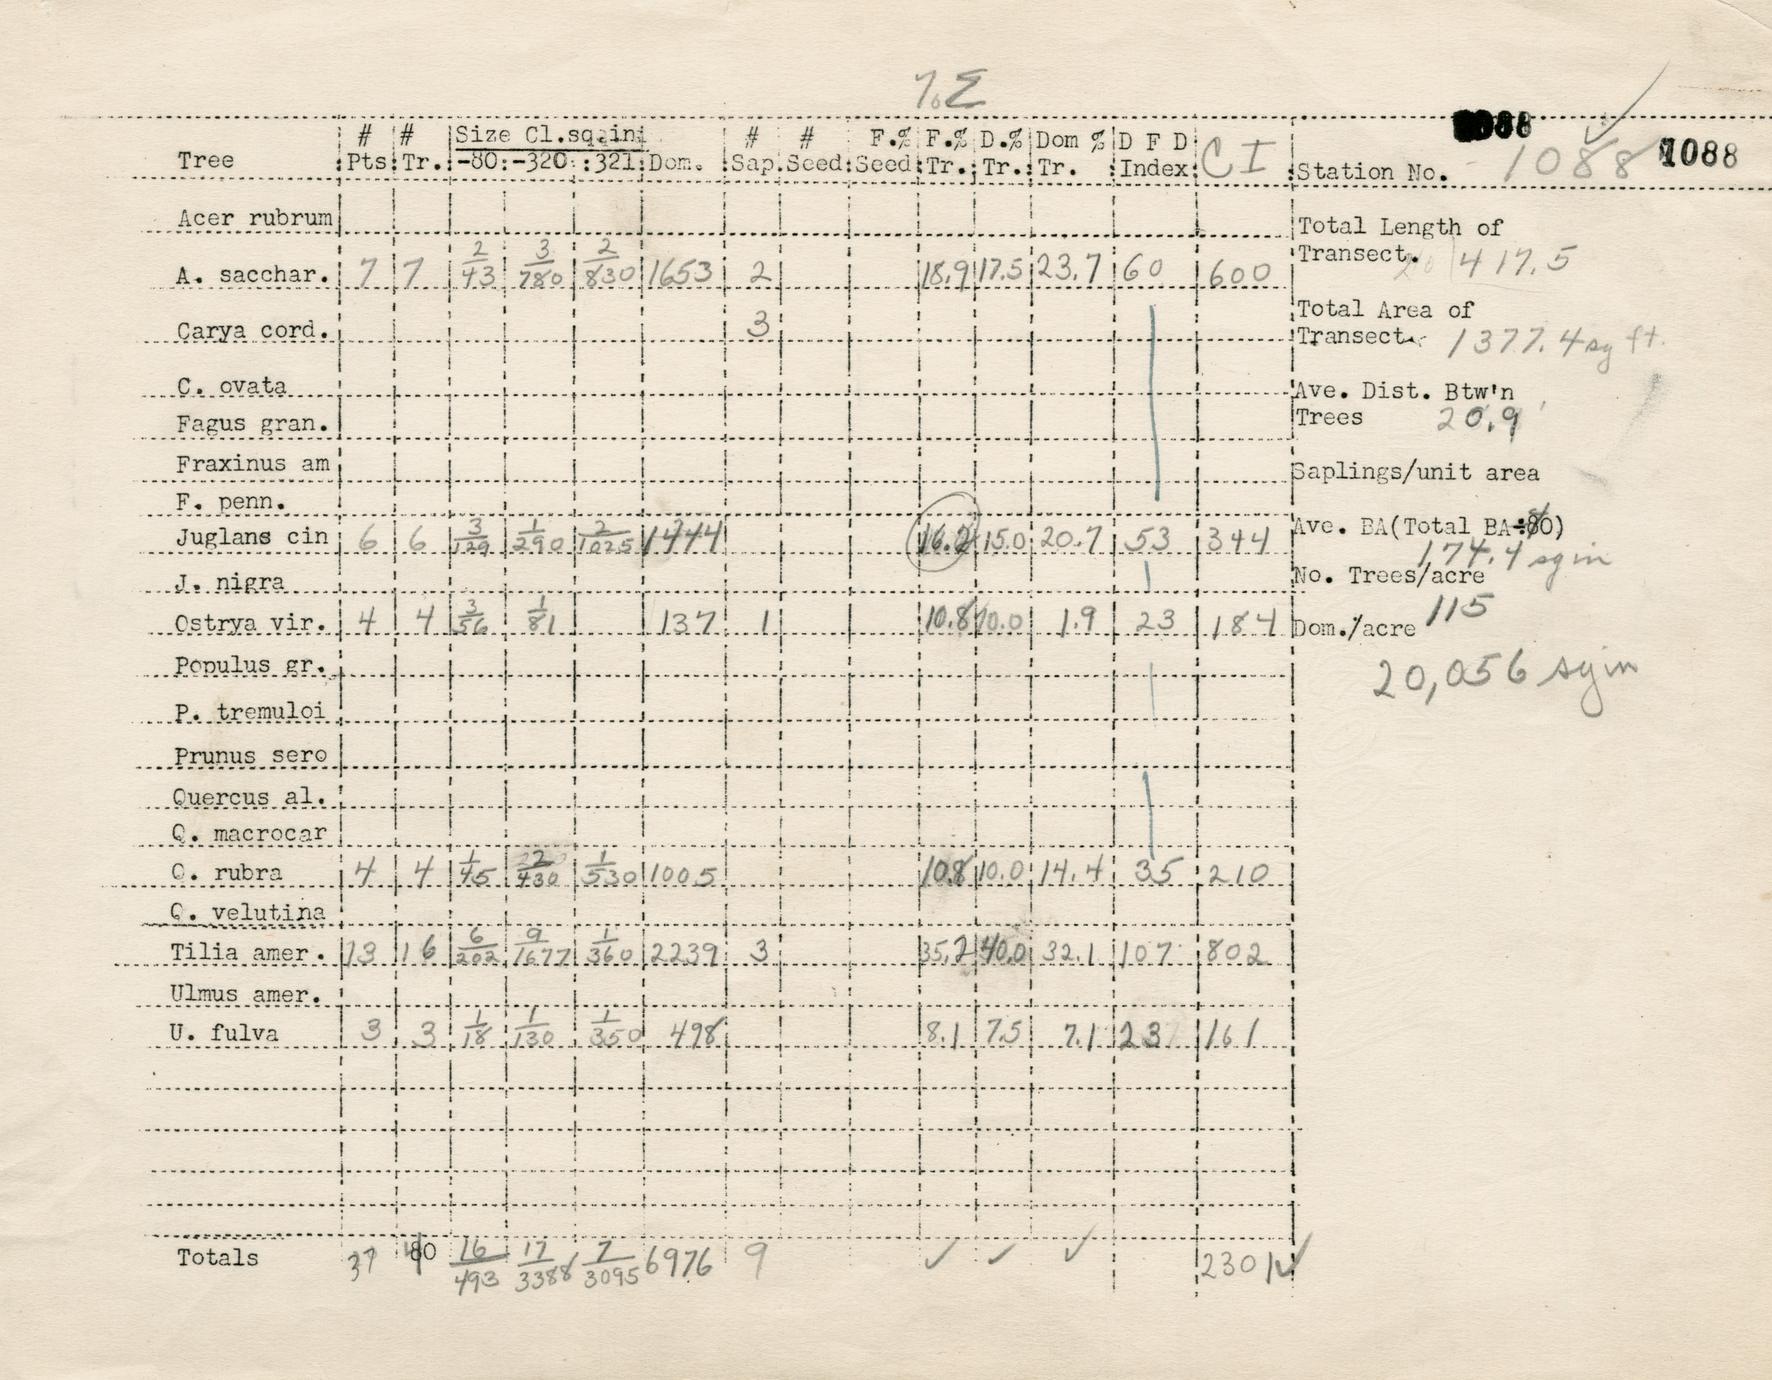 % Σ
# # Size Cl.sq.in # # F.% F.% D.% Dom % D F D
Tree Pts. Tr. -80 -320 321 Dom. Sap. Seed Seed Tr. Tr. Tr. Index CI Station No. 1088 1088
Acer rubrum
A. sacchar. 7 7 2/43 3/780 2/830 1653 2 18.9 17.5 23.7 60 600
Carya cord. 3
C. ovata
Fagus gran.
Fraxinus am
F. penn.
Juglans cin 6 6 3/129 1/290 2/1025 1444 16.2 15.0 20.7 53 344
J. nigra
Ostrya vir. 4 4 3/56 1/81 137 1 10.8 10.0 1.9 23 184
Populus gr.
P. tremuloi
Prunus sero
Quercus al.
Q. macrocar
Q. rubra 4 4 1/45 2/430 1/530 1005 10.8 10.0 14.4 35 210
Q. velutina
Tilia amer. 13 16 6/202 9/1677 1/360 2239 3 35.2 40.0 32.1 107 802
Ulmus amer.
U. fulva 3 3 1/18 1/130 1/350 498 8.1 7.5 7.1 23 161
Totals 37 40 16/493 17/3388 7/3095 6976 9 ✓ ✓ ✓ 2301 ✓
Total Length of
Transect. 417.5
Total Area of
Transect 1377.4 sq ft.
Ave. Dist. Btw'n
Trees 20.9'
Saplings/unit area
Ave. BA(Total BA÷80)
174.4 sq in
No. Trees/acre
115
Dom./acre
20,056 sq in